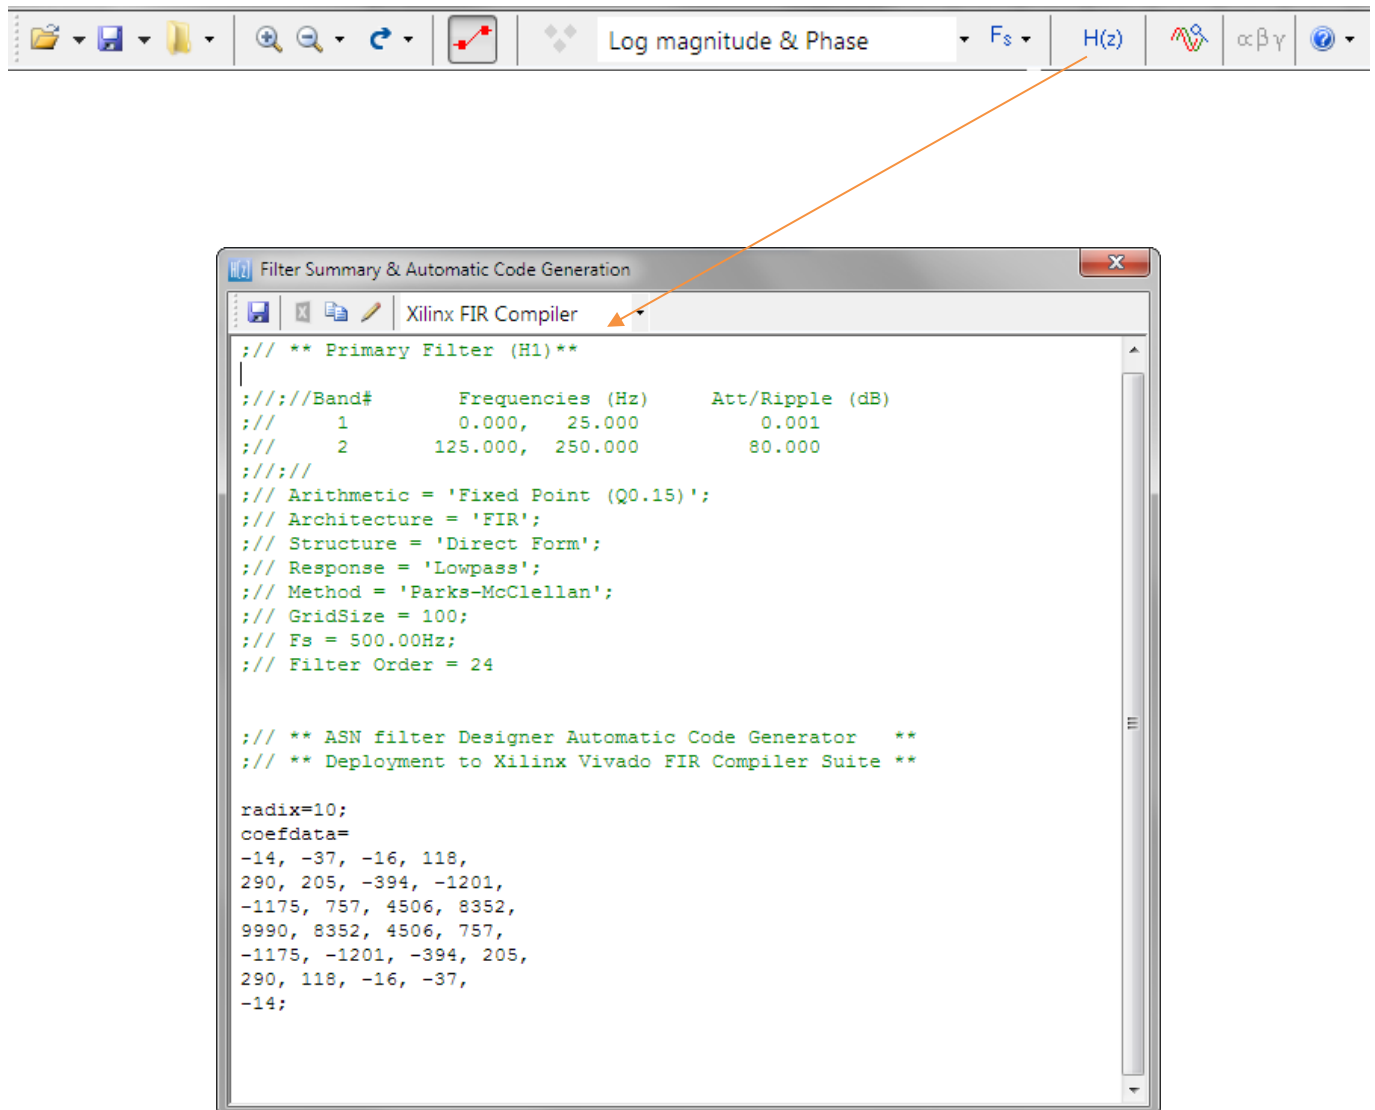 Log magnitude & Phase Fs H(z) αβγ
H(z) Filter Summary & Automatic Code Generation
Xilinx FIR Compiler
;// ** Primary Filter (H1)**
;//;//Band# Frequencies (Hz) Att/Ripple (dB)
;// 1 0.000, 25.000 0.001
;// 2 125.000, 250.000 80.000
;//;//
;// Arithmetic = 'Fixed Point (Q0.15)';
;// Architecture = 'FIR';
;// Structure = 'Direct Form';
;// Response = 'Lowpass';
;// Method = 'Parks-McClellan';
;// GridSize = 100;
;// Fs = 500.00Hz;
;// Filter Order = 24
;// ** ASN filter Designer Automatic Code Generator **
;// ** Deployment to Xilinx Vivado FIR Compiler Suite **
radix=10;
coefdata=
-14, -37, -16, 118,
290, 205, -394, -1201,
-1175, 757, 4506, 8352,
9990, 8352, 4506, 757,
-1175, -1201, -394, 205,
290, 118, -16, -37,
-14;